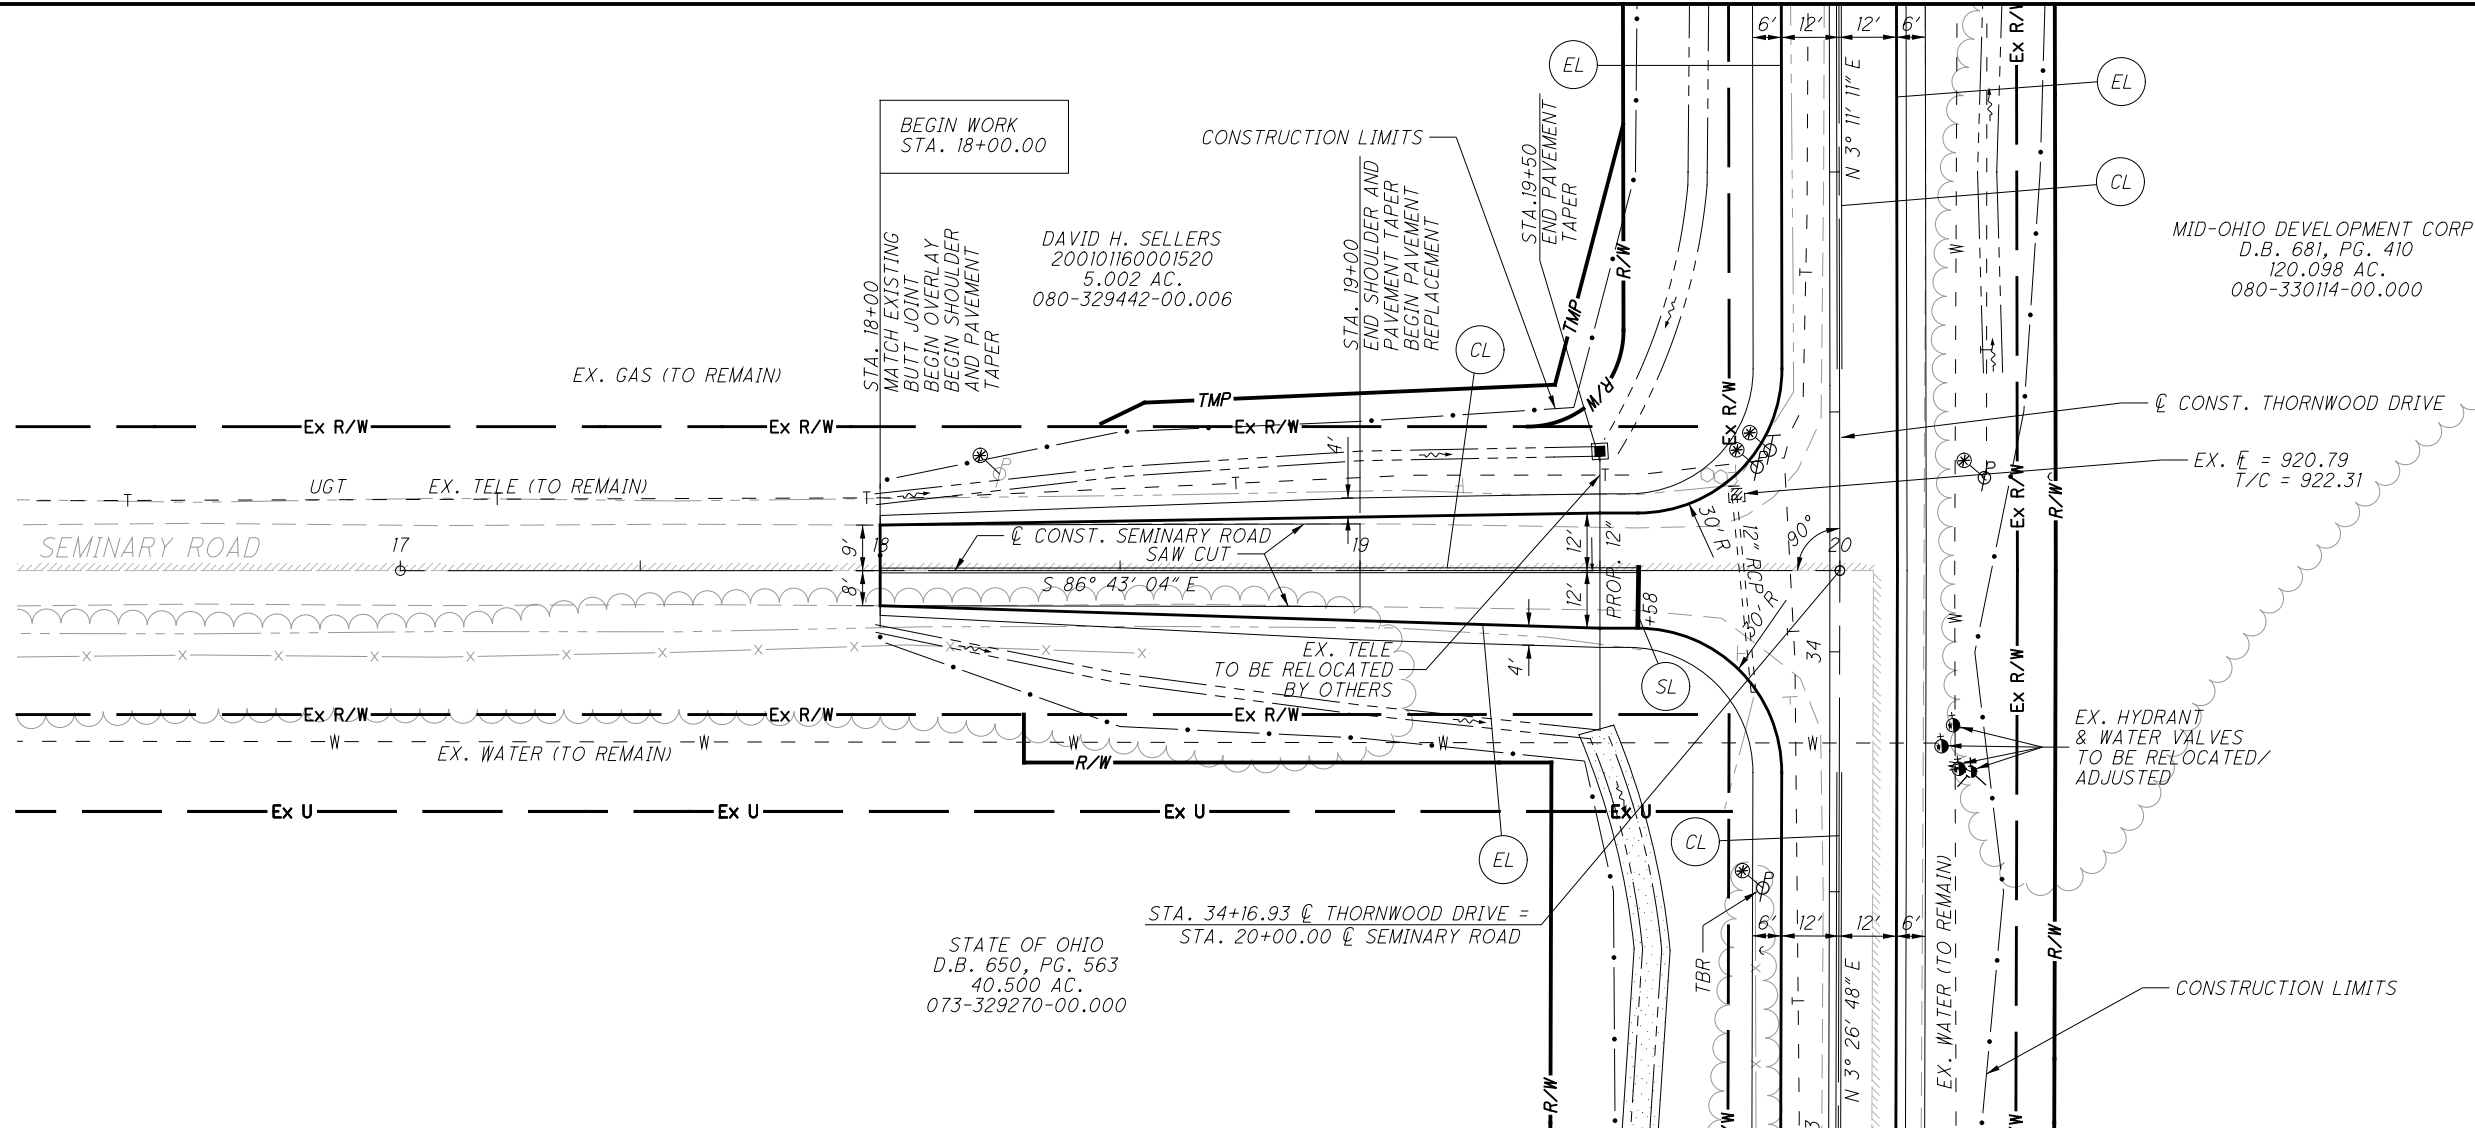 6' 12' 12' 6'
Ex R/W
N 3° 11' 11" E
EL
EL
CL
BEGIN WORK
STA. 18+00.00
CONSTRUCTION LIMITS
STA.19+50
END PAVEMENT
TAPER
MID-OHIO DEVELOPMENT CORP
D.B. 681, PG. 410
120.098 AC.
080-330114-00.000
DAVID H. SELLERS
200101160001520
5.002 AC.
080-329442-00.006
STA. 18+00
MATCH EXISTING
BUTT JOINT
BEGIN OVERLAY
BEGIN SHOULDER
AND PAVEMENT
TAPER
STA. 19+00
END SHOULDER AND
PAVEMENT TAPER
BEGIN PAVEMENT
REPLACEMENT
CL
R/W
TMP
W
T
T
EX. GAS (TO REMAIN)
TMP
R/W
Ex R/W
℄ CONST. THORNWOOD DRIVE
Ex R/W Ex R/W Ex R/W
4'
P
P
P
EX. F̵L = 920.79
T/C = 922.31
UGT EX. TELE (TO REMAIN)
T T T T T T
Ex R/W
R/W
SEMINARY ROAD
17 18 19 20
9'
8'
℄ CONST. SEMINARY ROAD
SAW CUT
S 86° 43' 04" E
12'
12'
PROP. 12"
30' R
12" RCP
90°
+58
30' R
34
W
X X X X X X X X X X X X
EX. TELE
TO BE RELOCATED
BY OTHERS
4'
SL
Ex R/W
Ex R/W Ex R/W Ex R/W
EX. HYDRANT
& WATER VALVES
TO BE RELOCATED/
ADJUSTED
W W W W W
EX. WATER (TO REMAIN)
R/W
Ex U Ex U Ex U Ex U
CL
EL
P
STA. 34+16.93 ℄ THORNWOOD DRIVE =
STA. 20+00.00 ℄ SEMINARY ROAD
6' 12' 12' 6'
STATE OF OHIO
D.B. 650, PG. 563
40.500 AC.
073-329270-00.000
TBR
N 3° 26' 48" E
EX. WATER (TO REMAIN)
R/W
CONSTRUCTION LIMITS
R/W
T